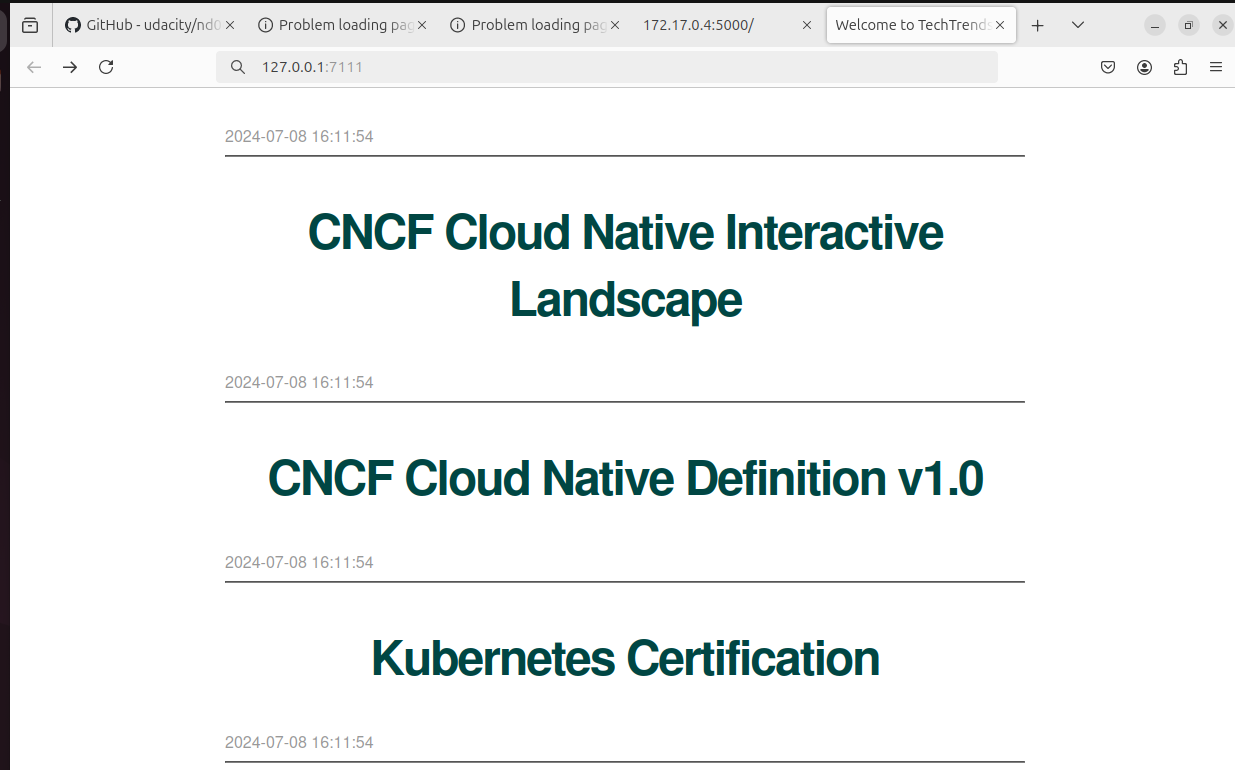 GitHub - udacity/nd0
Problem loading pag
Problem loading pag
172.17.0.4:5000/
Welcome to TechTrends
127.0.0.1:7111
2024-07-08 16:11:54
CNCF Cloud Native Interactive
Landscape
2024-07-08 16:11:54
CNCF Cloud Native Definition v1.0
2024-07-08 16:11:54
Kubernetes Certification
2024-07-08 16:11:54